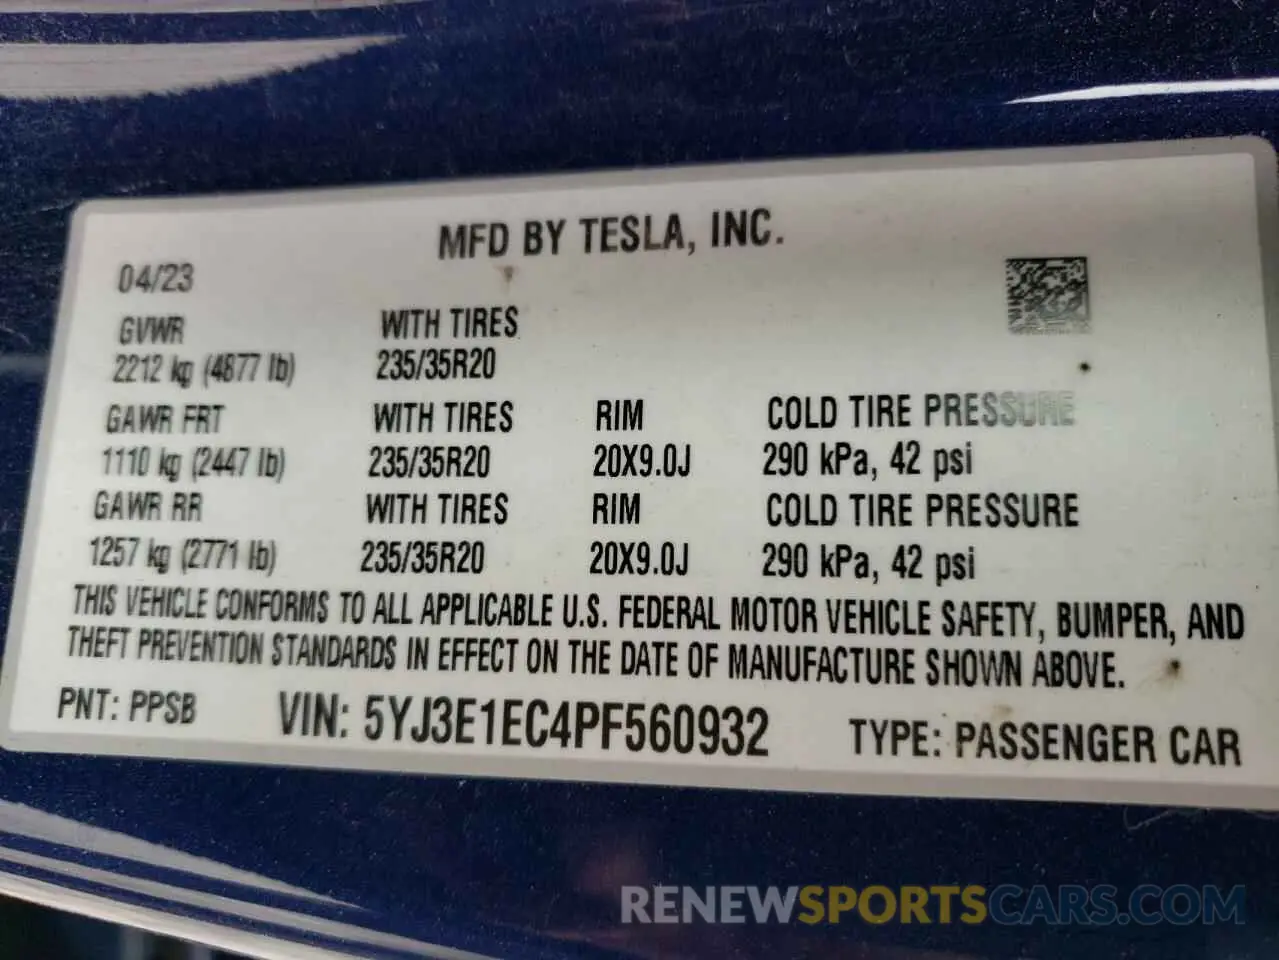 MFD BY TESLA, INC.
04/23
GVWR WITH TIRES
2212 kg (4877 lb) 235/35R20
GAWR FRT WITH TIRES RIM COLD TIRE PRESSURE
1110 kg (2447 lb) 235/35R20 20X9.0J 290 kPa, 42 psi
GAWR RR WITH TIRES RIM COLD TIRE PRESSURE
1257 kg (2771 lb) 235/35R20 20X9.0J 290 kPa, 42 psi
THIS VEHICLE CONFORMS TO ALL APPLICABLE U.S. FEDERAL MOTOR VEHICLE SAFETY, BUMPER, AND
THEFT PREVENTION STANDARDS IN EFFECT ON THE DATE OF MANUFACTURE SHOWN ABOVE.
PNT: PPSB VIN: 5YJ3E1EC4PF560932 TYPE: PASSENGER CAR
RENEWSPORTSCARS.COM